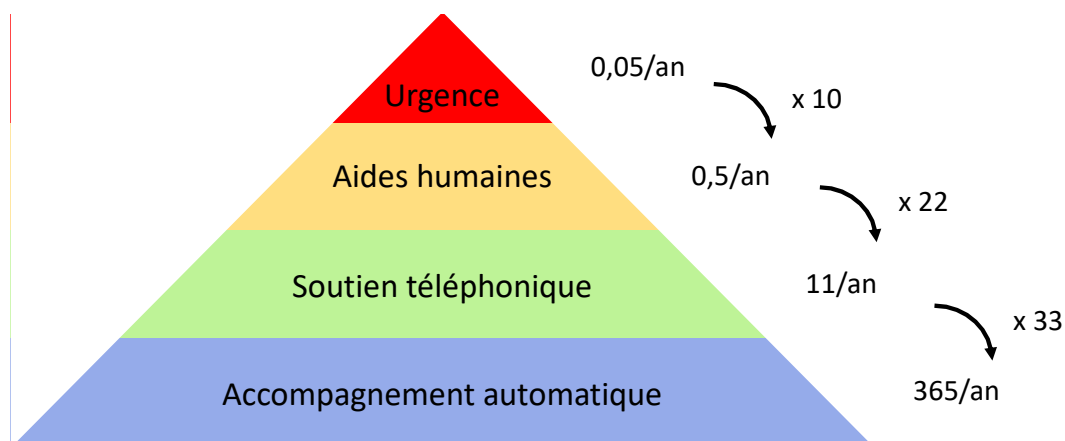 0,05/an
Urgence
x 10
Aides humaines
0,5/an
x 22
Soutien téléphonique
11/an
x 33
Accompagnement automatique
365/an